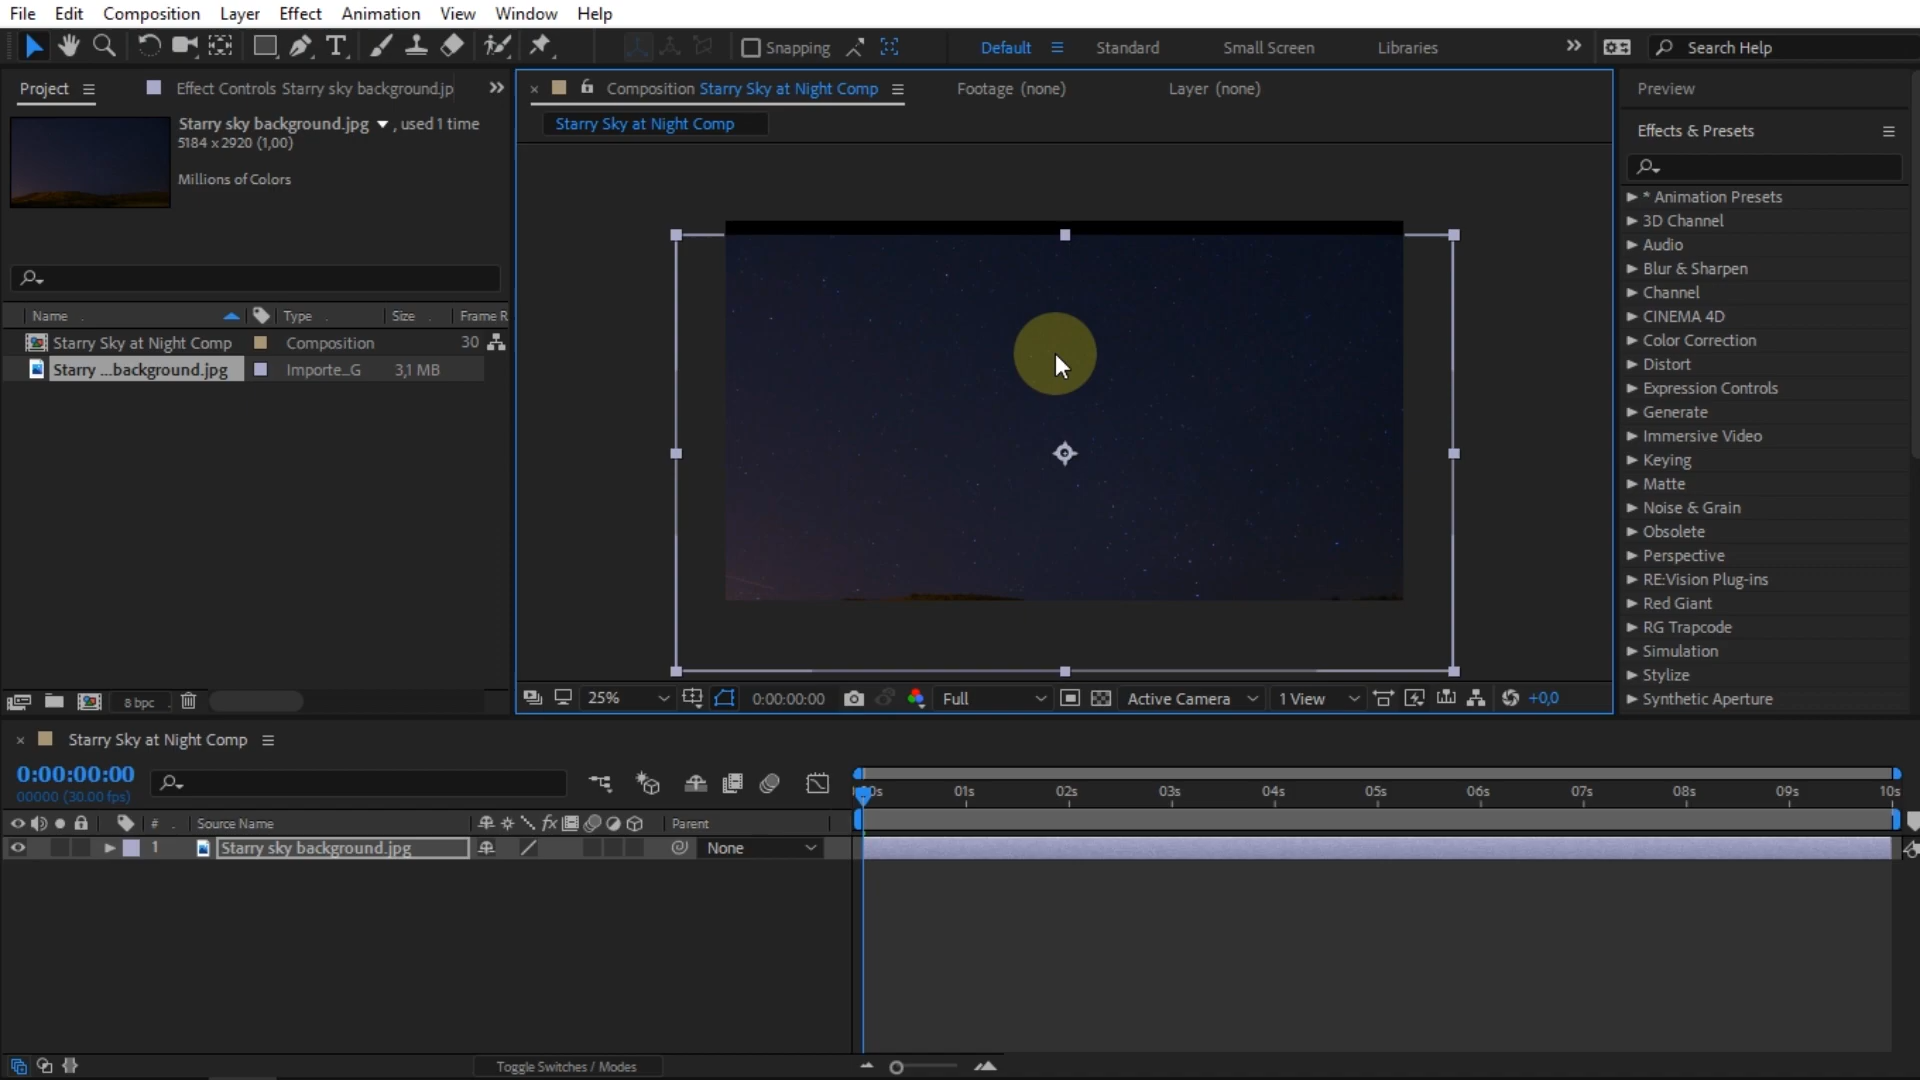 File Edit Composition Layer Effect Animation View Window Help
Snapping Default Standard Small Screen Libraries Search Help
Project Effect Controls Starry sky background.jp
Composition Starry Sky at Night Comp Footage (none) Layer (none)
Starry Sky at Night Comp
Starry sky background.jpg , used 1 time
5184 x 2920 (1,00)
Millions of Colors
Name Type Size Frame R
Starry Sky at Night Comp Composition 30
Starry ...background.jpg Importe...G 3,1 MB
8 bpc
25% 0:00:00:00 Full Active Camera 1 View +0,0
Preview
Effects & Presets
* Animation Presets
3D Channel
Audio
Blur & Sharpen
Channel
CINEMA 4D
Color Correction
Distort
Expression Controls
Generate
Immersive Video
Keying
Matte
Noise & Grain
Obsolete
Perspective
RE:Vision Plug-ins
Red Giant
RG Trapcode
Simulation
Stylize
Synthetic Aperture
Starry Sky at Night Comp
0:00:00:00
00000 (30.00 fps)
01s 02s 03s 04s 05s 06s 07s 08s 09s 10s
# Source Name Parent
1 Starry sky background.jpg None
Toggle Switches / Modes